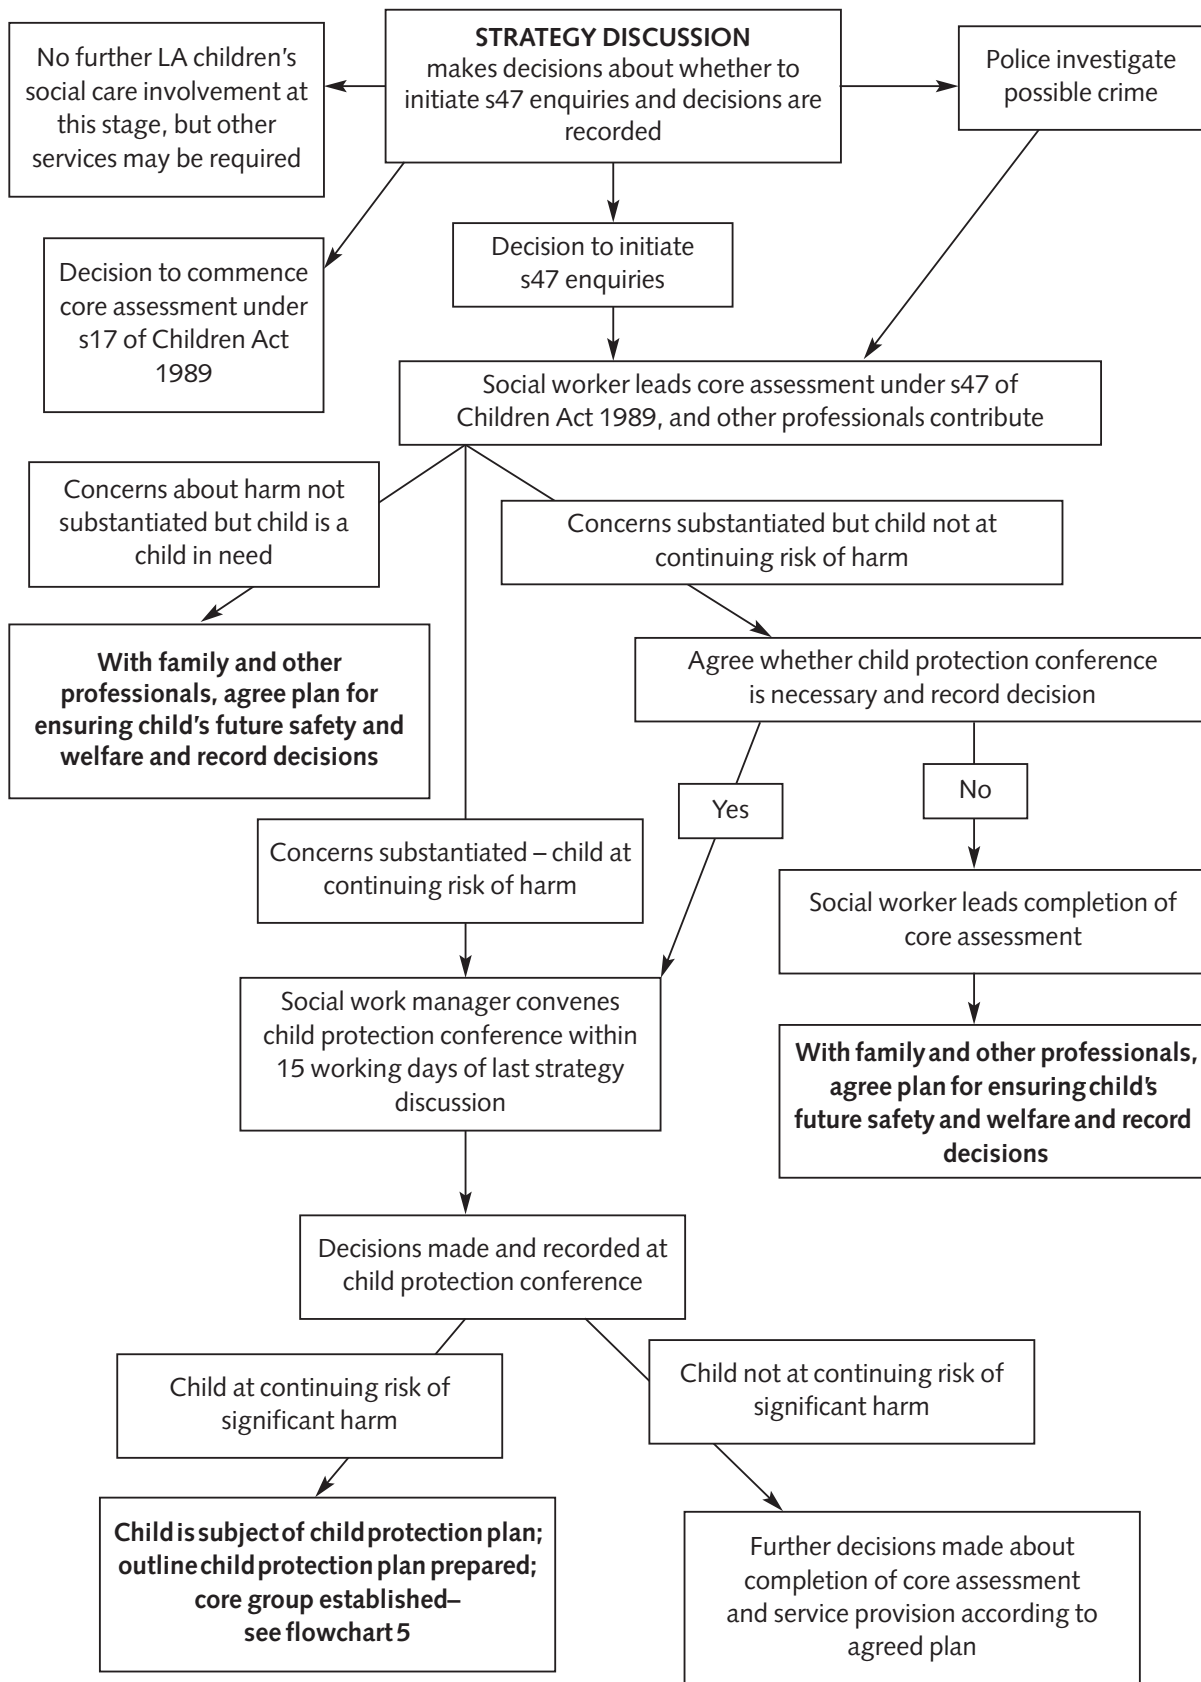 STRATEGY DISCUSSION
makes decisions about whether to
initiate s47 enquiries and decisions are
recorded
No further LA children's
social care involvement at
this stage, but other
services may be required
Police investigate
possible crime
Decision to commence
core assessment under
s17 of Children Act
1989
Decision to initiate
s47 enquiries
Social worker leads core assessment under s47 of
Children Act 1989, and other professionals contribute
Concerns about harm not
substantiated but child is a
child in need
Concerns substantiated but child not at
continuing risk of harm
With family and other
professionals, agree plan for
ensuring child's future safety and
welfare and record decisions
Agree whether child protection conference
is necessary and record decision
Yes
No
Concerns substantiated – child at
continuing risk of harm
Social worker leads completion of
core assessment
Social work manager convenes
child protection conference within
15 working days of last strategy
discussion
With family and other professionals,
agree plan for ensuring child's
future safety and welfare and record
decisions
Decisions made and recorded at
child protection conference
Child at continuing risk of
significant harm
Child not at continuing risk of
significant harm
Child is subject of child protection plan;
outline child protection plan prepared;
core group established–
see flowchart 5
Further decisions made about
completion of core assessment
and service provision according to
agreed plan